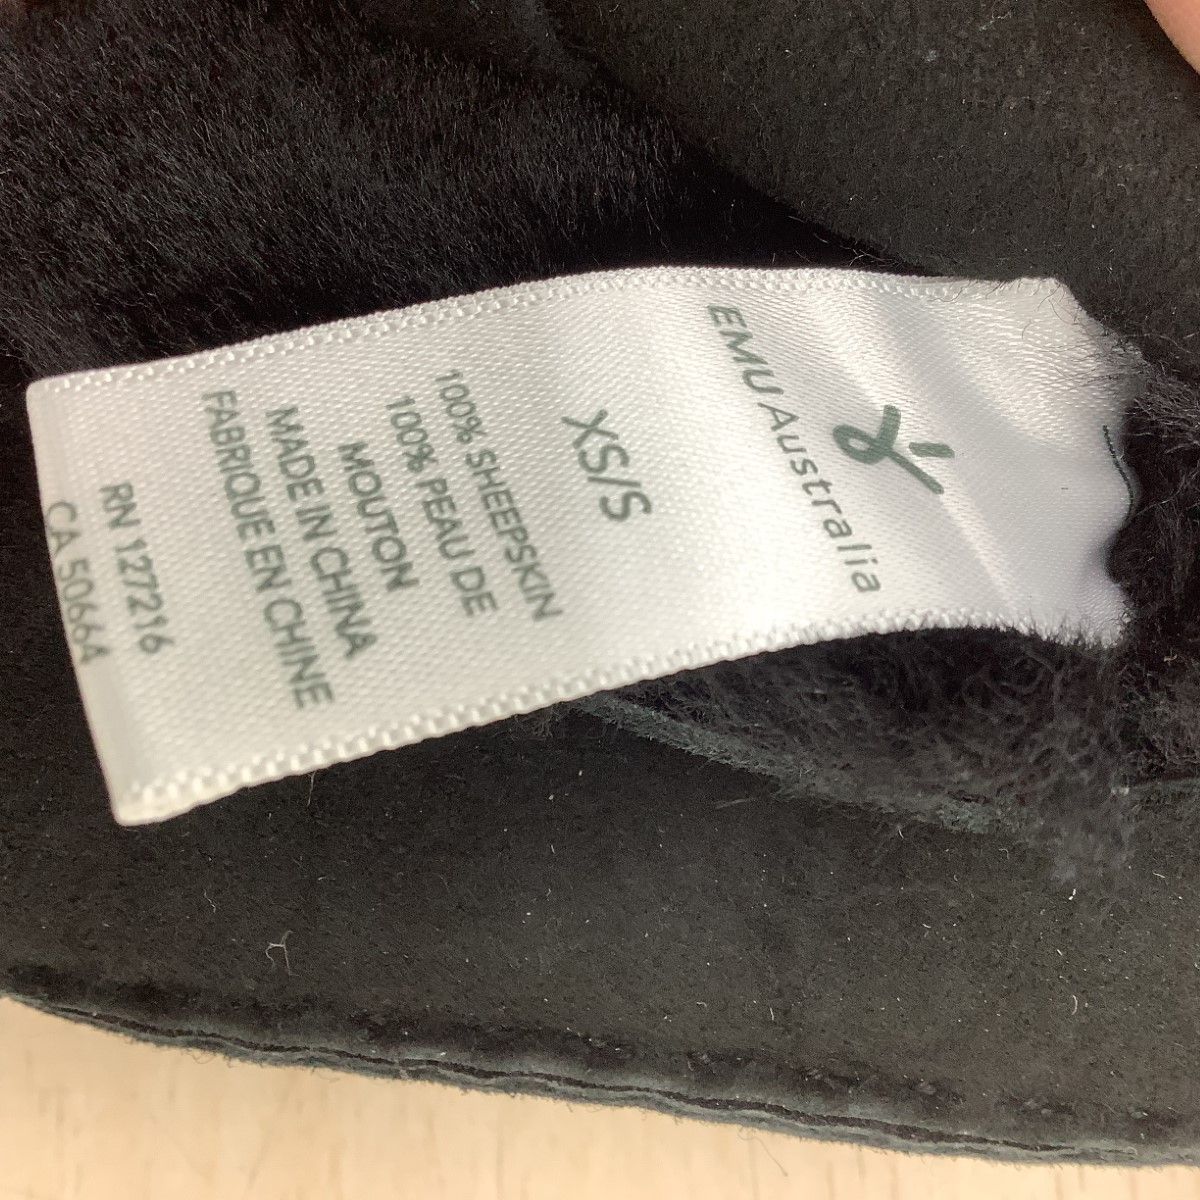 EMU Australia
XS/S
100% SHEEPSKIN
100% PEAU DE
MOUTON
MADE IN CHINA
FABRIQUE EN CHINE
RN 127216
CA 50664